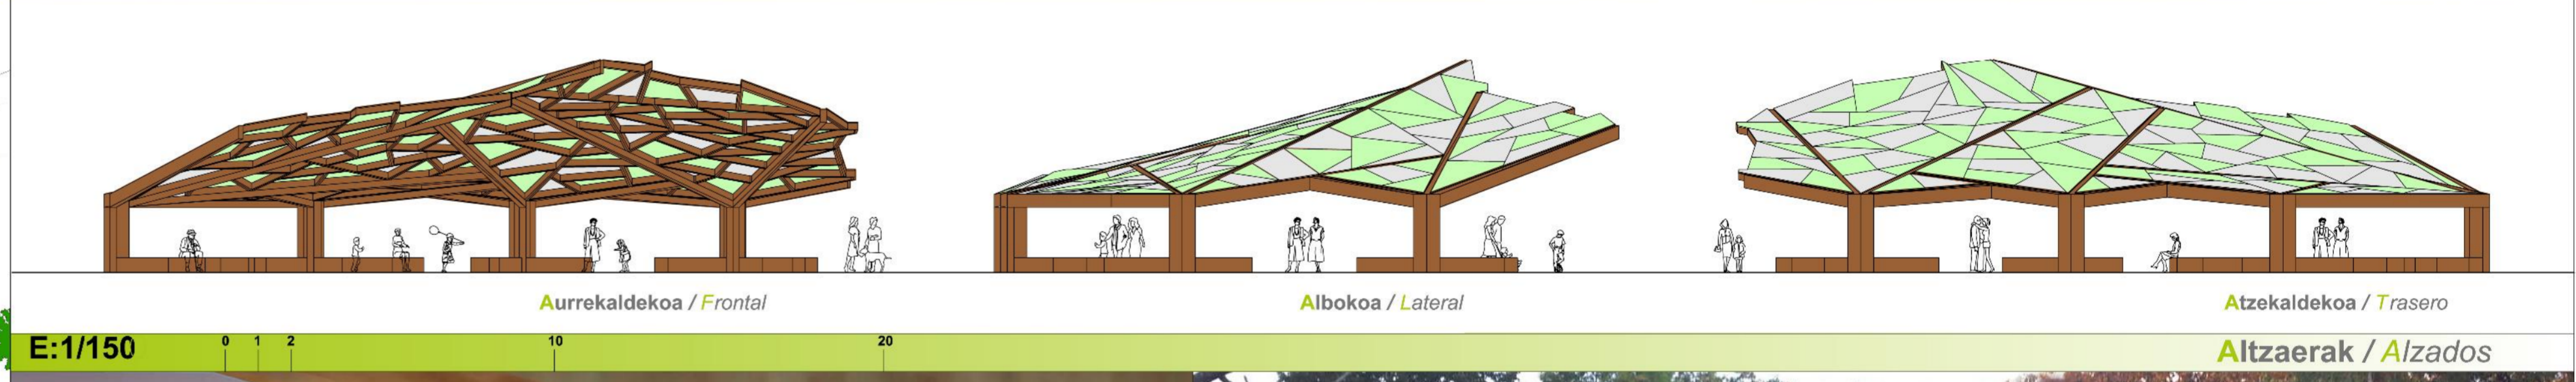 Aurrekaldekoa / Frontal
Albokoa / Lateral
Atzekaldekoa / Trasero
E:1/150
0 1 2 10 20
Altzaerak / Alzados